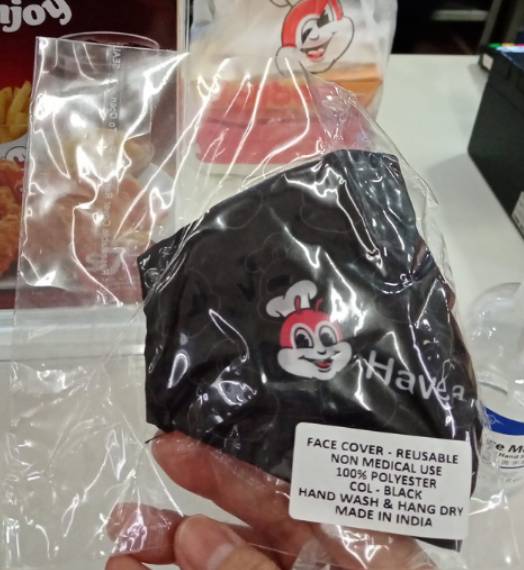 njoy
Have a
FACE COVER - REUSABLE
NON MEDICAL USE
100% POLYESTER
COL - BLACK
HAND WASH & HANG DRY
MADE IN INDIA